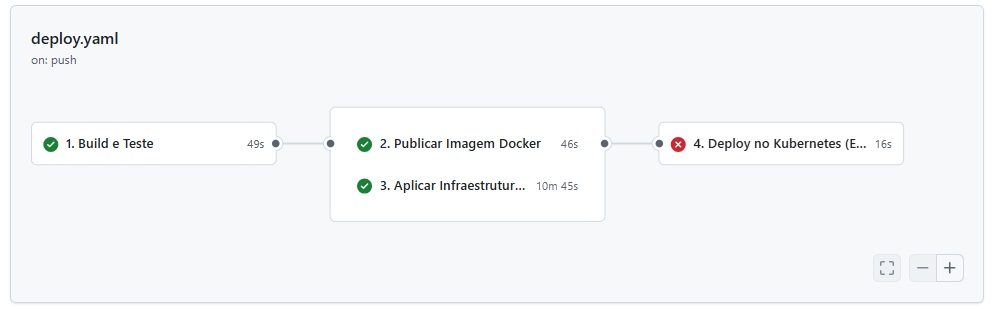 deploy.yaml
on: push
1. Build e Teste 49s
2. Publicar Imagem Docker 46s
3. Aplicar Infraestrutur... 10m 45s
4. Deploy no Kubernetes (E... 16s